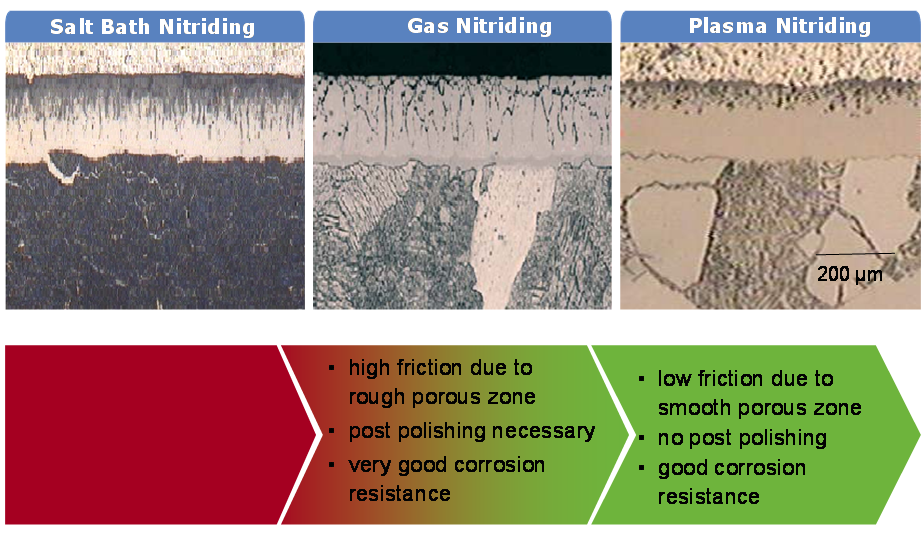 Salt Bath Nitriding
Gas Nitriding
Plasma Nitriding
200 µm
▪ high friction due to
rough porous zone
▪ post polishing necessary
▪ very good corrosion
resistance
▪ low friction due to
smooth porous zone
▪ no post polishing
▪ good corrosion
resistance